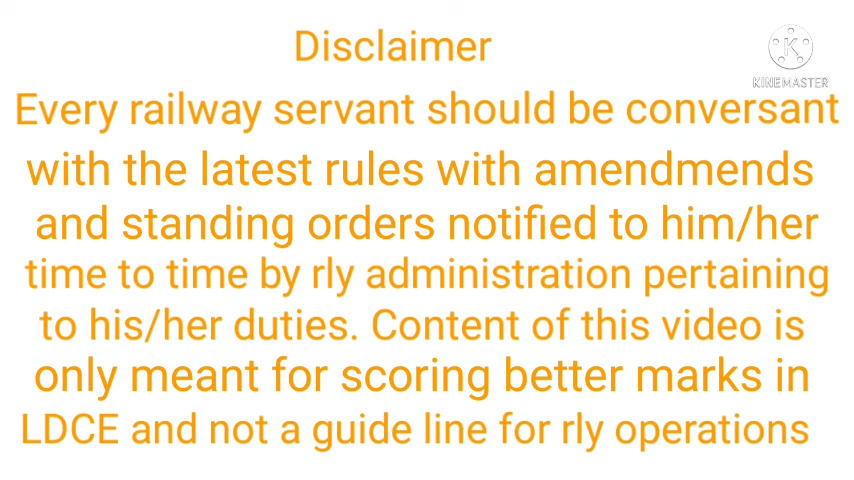 Disclaimer
K
KINEMASTER
Every railway servant should be conversant
with the latest rules with amendmends
and standing orders notified to him/her
time to time by rly administration pertaining
to his/her duties. Content of this video is
only meant for scoring better marks in
LDCE and not a guide line for rly operations